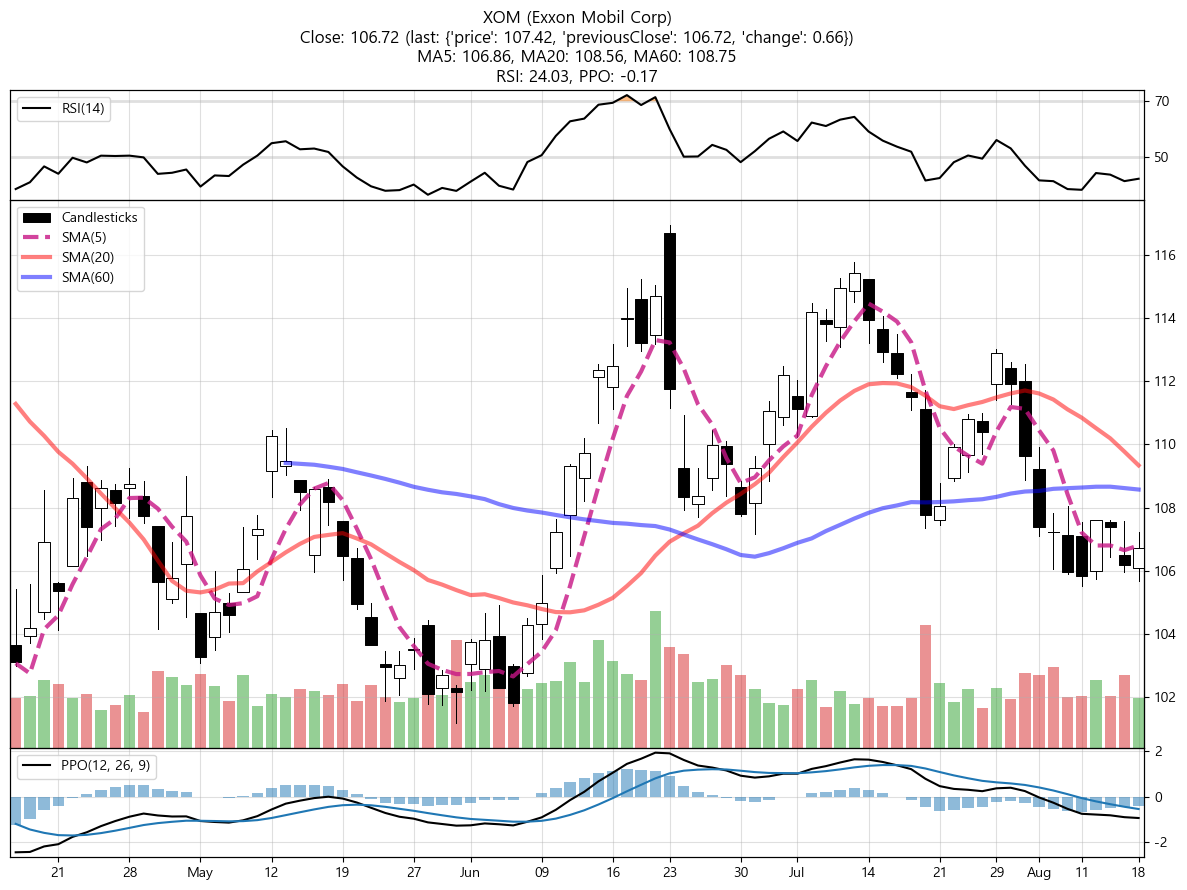 XOM (Exxon Mobil Corp)
Close: 106.72 (last: {'price': 107.42, 'previousClose': 106.72, 'change': 0.66})
MA5: 106.86, MA20: 108.56, MA60: 108.75
RSI: 24.03, PPO: -0.17
RSI(14)
70
50
Candlesticks
SMA(5)
SMA(20)
SMA(60)
116
114
112
110
108
106
104
102
PPO(12, 26, 9)
2
0
-2
21 28 May 12 19 27 Jun 09 16 23 30 Jul 14 21 29 Aug 11 18